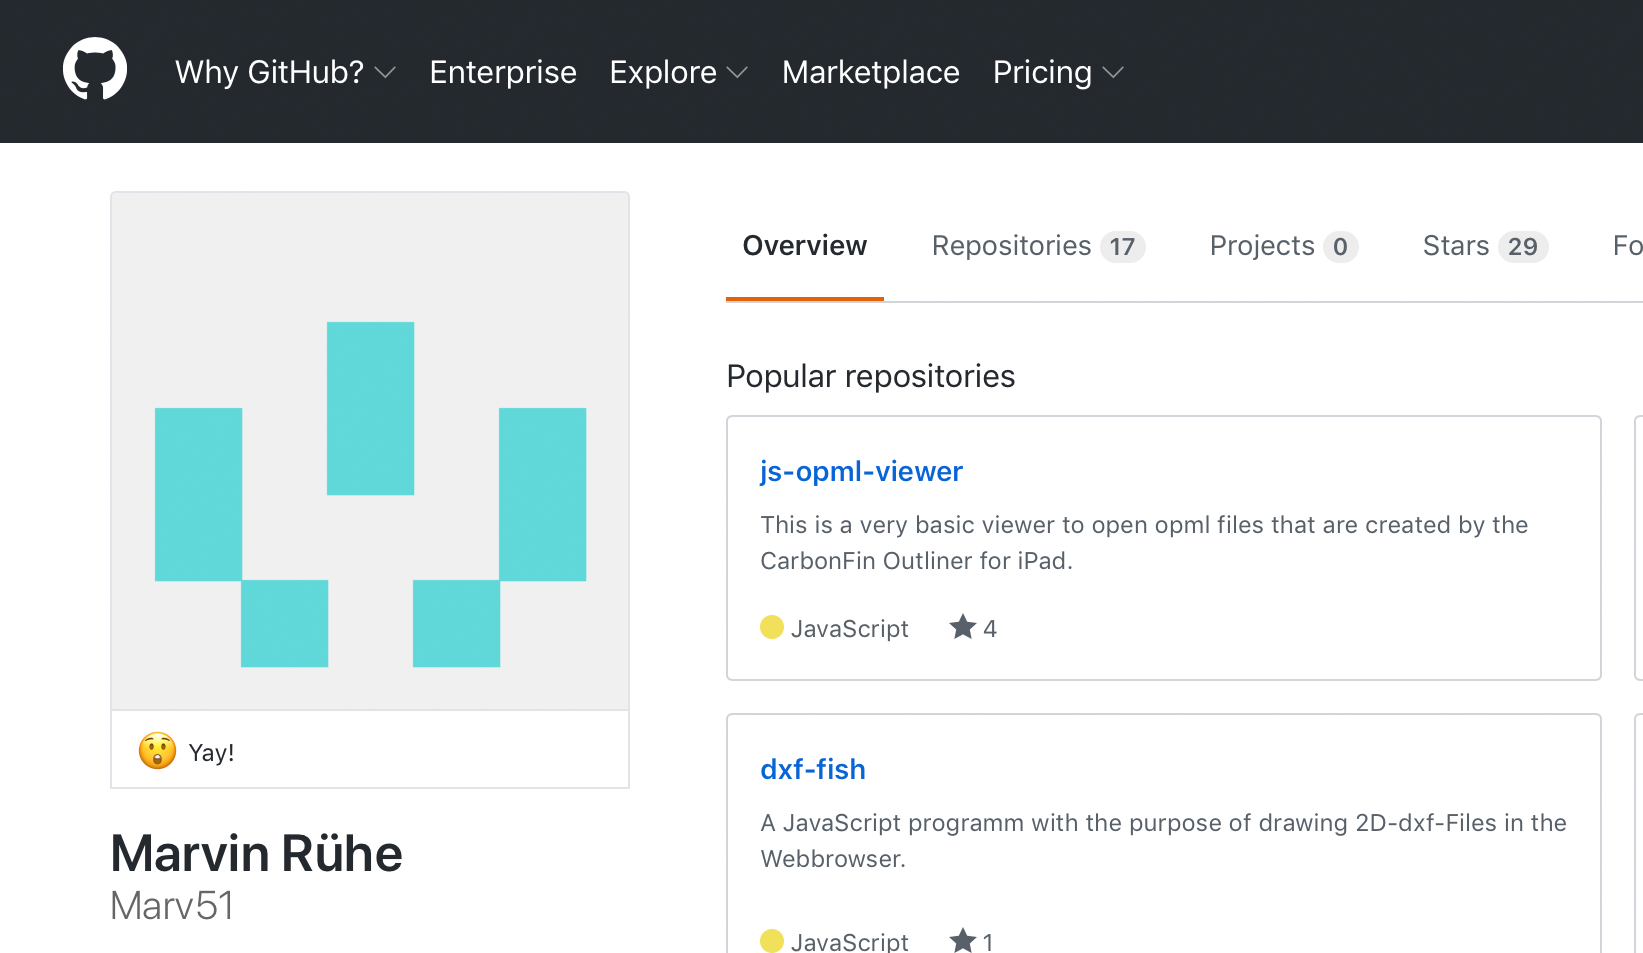 Why GitHub? Enterprise Explore Marketplace Pricing
Overview Repositories 17 Projects 0 Stars 29 Fo
Popular repositories
js-opml-viewer
This is a very basic viewer to open opml files that are created by the
CarbonFin Outliner for iPad.
JavaScript 4
dxf-fish
A JavaScript programm with the purpose of drawing 2D-dxf-Files in the
Webbrowser.
JavaScript 1
Yay!
Marvin Rühe
Marv51